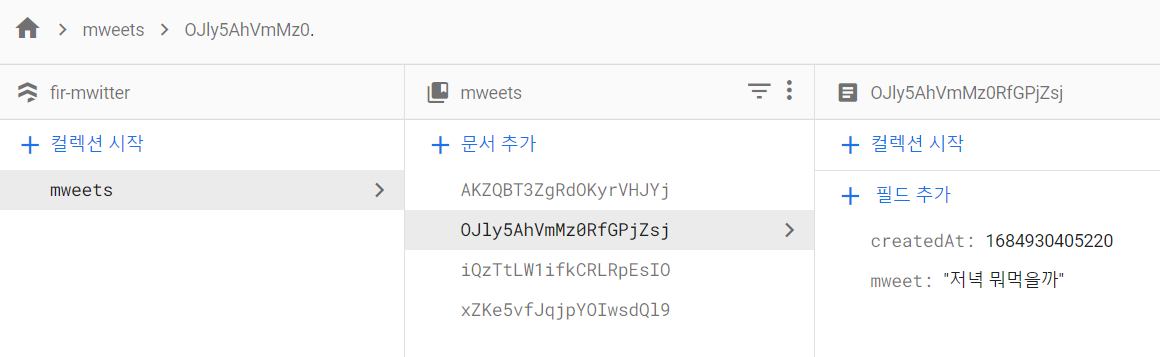 mweets
OJly5AhVmMz0.
fir-mwitter
컬렉션 시작
mweets
mweets
문서 추가
AKZQBT3ZgRdOKyrVHJYj
OJly5AhVmMz0RfGPjZsj
iQzTtLW1ifkCRLRpEsIO
xZKe5vfJqjpYOIwsdQl9
OJly5AhVmMz0RfGPjZsj
컬렉션 시작
필드 추가
createdAt: 1684930405220
mweet: "저녁 뭐먹을까"